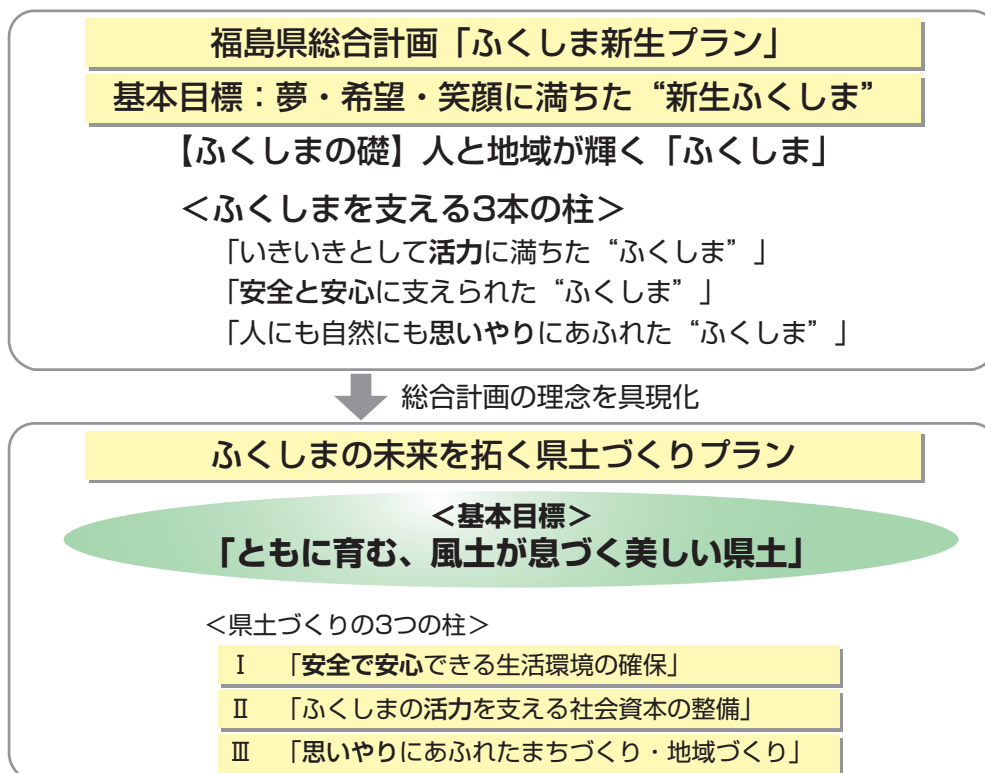 福島県総合計画「ふくしま新生プラン」
基本目標：夢・希望・笑顔に満ちた“新生ふくしま”
【ふくしまの礎】人と地域が輝く「ふくしま」
＜ふくしまを支える3本の柱＞
「いきいきとして活力に満ちた“ふくしま”」
「安全と安心に支えられた“ふくしま”」
「人にも自然にも思いやりにあふれた“ふくしま”」
総合計画の理念を具現化
ふくしまの未来を拓く県土づくりプラン
＜基本目標＞
「ともに育む、風土が息づく美しい県土」
＜県土づくりの3つの柱＞
Ⅰ 「安全で安心できる生活環境の確保」
Ⅱ 「ふくしまの活力を支える社会資本の整備」
Ⅲ 「思いやりにあふれたまちづくり・地域づくり」